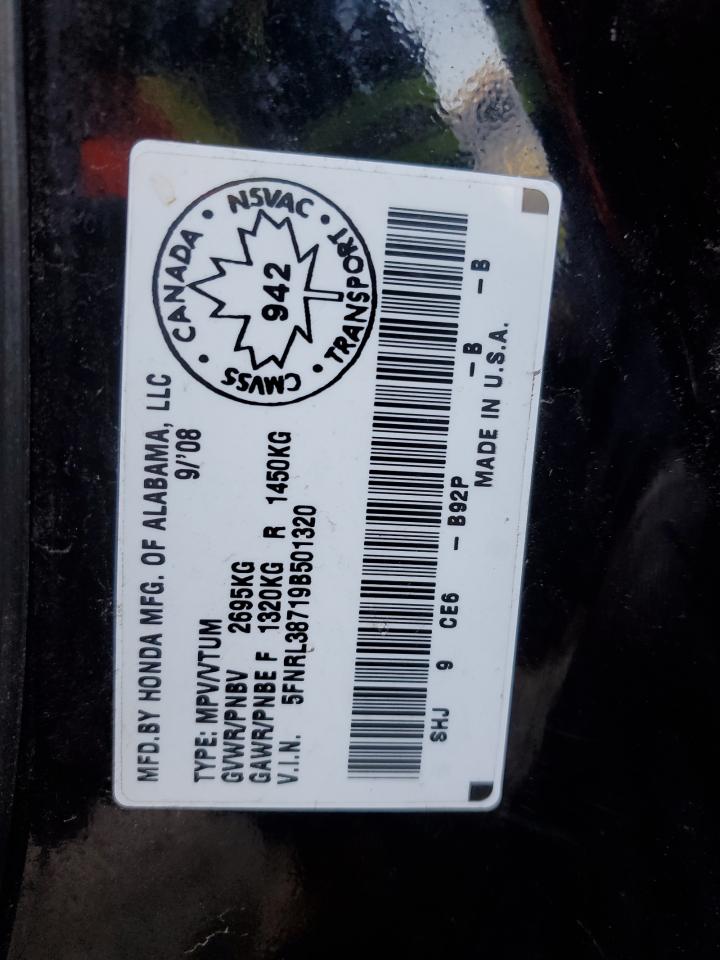 MFD.BY HONDA MFG. OF ALABAMA, LLC
9/'08
TYPE: MPV/VTUM
GVWR/PNBV 2695KG
GAWR/PNBE F 1320KG R 1450KG
V.I.N. 5FNRL38719B501320
CANADA • NSVAC • TRANSPORT • CMVSS •
942
SHJ 9 CE6 - B92P - B - B
MADE IN U.S.A.